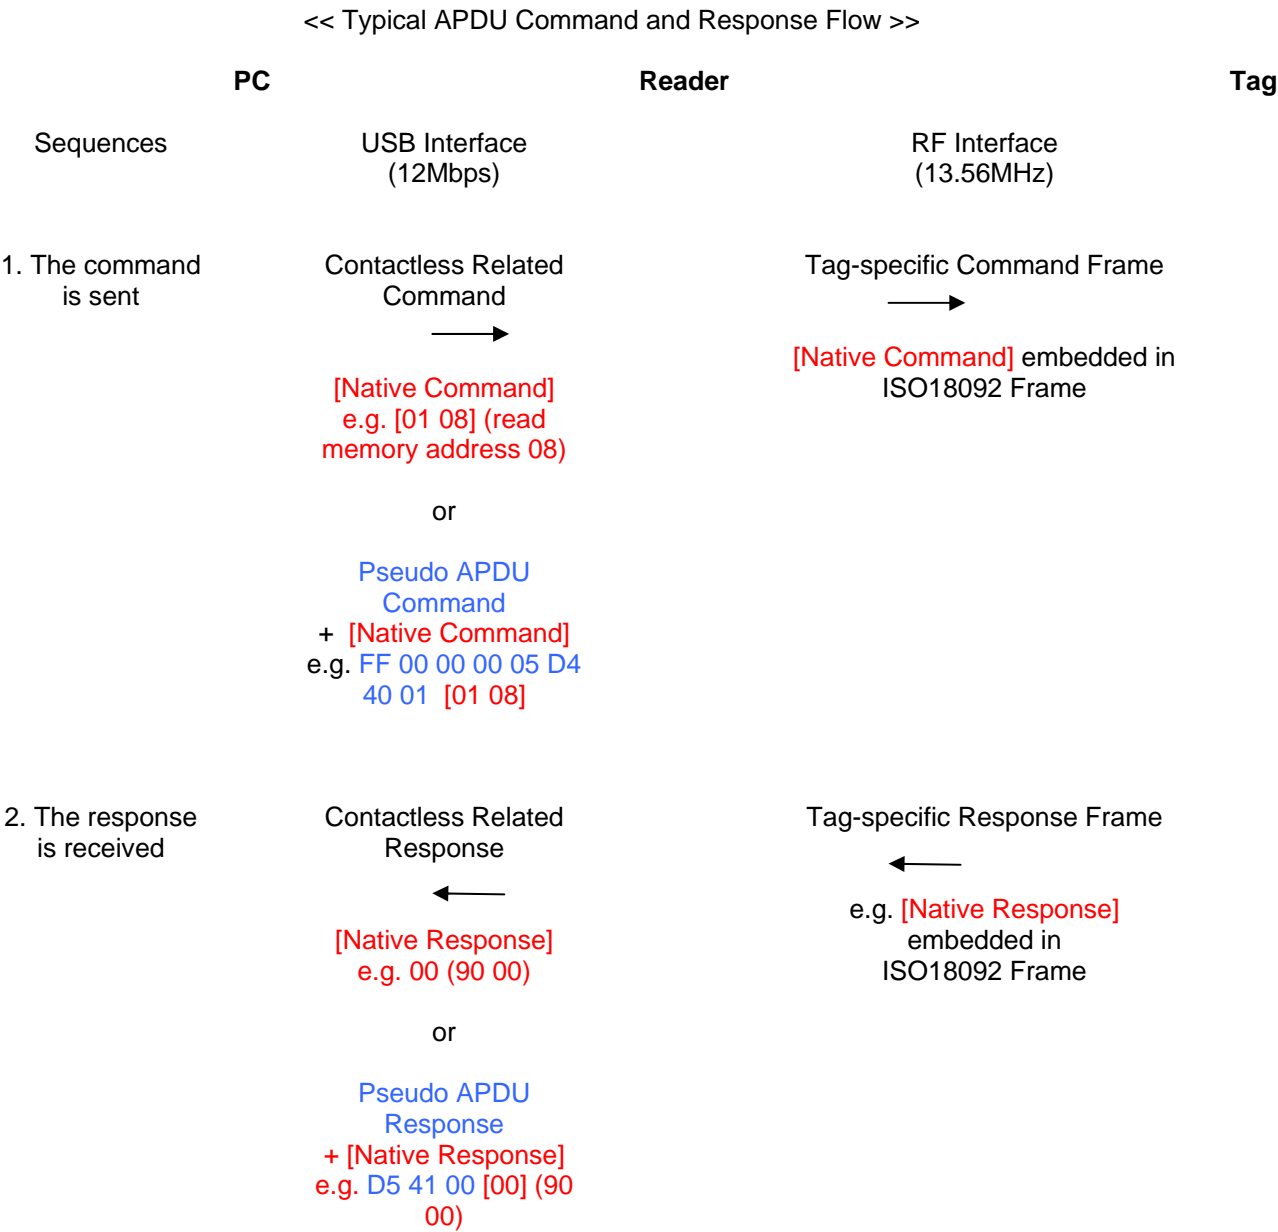 << Typical APDU Command and Response Flow >>
PC
Reader
Tag
Sequences
USB Interface
(12Mbps)
RF Interface
(13.56MHz)
1. The command
is sent
Contactless Related
Command
[Native Command]
e.g. [01 08] (read
memory address 08)
or
Pseudo APDU
Command
+ [Native Command]
e.g. FF 00 00 00 05 D4
40 01 [01 08]
Tag-specific Command Frame
[Native Command] embedded in
ISO18092 Frame
2. The response
is received
Contactless Related
Response
[Native Response]
e.g. 00 (90 00)
or
Pseudo APDU
Response
+ [Native Response]
e.g. D5 41 00 [00] (90
00)
Tag-specific Response Frame
e.g. [Native Response]
embedded in
ISO18092 Frame